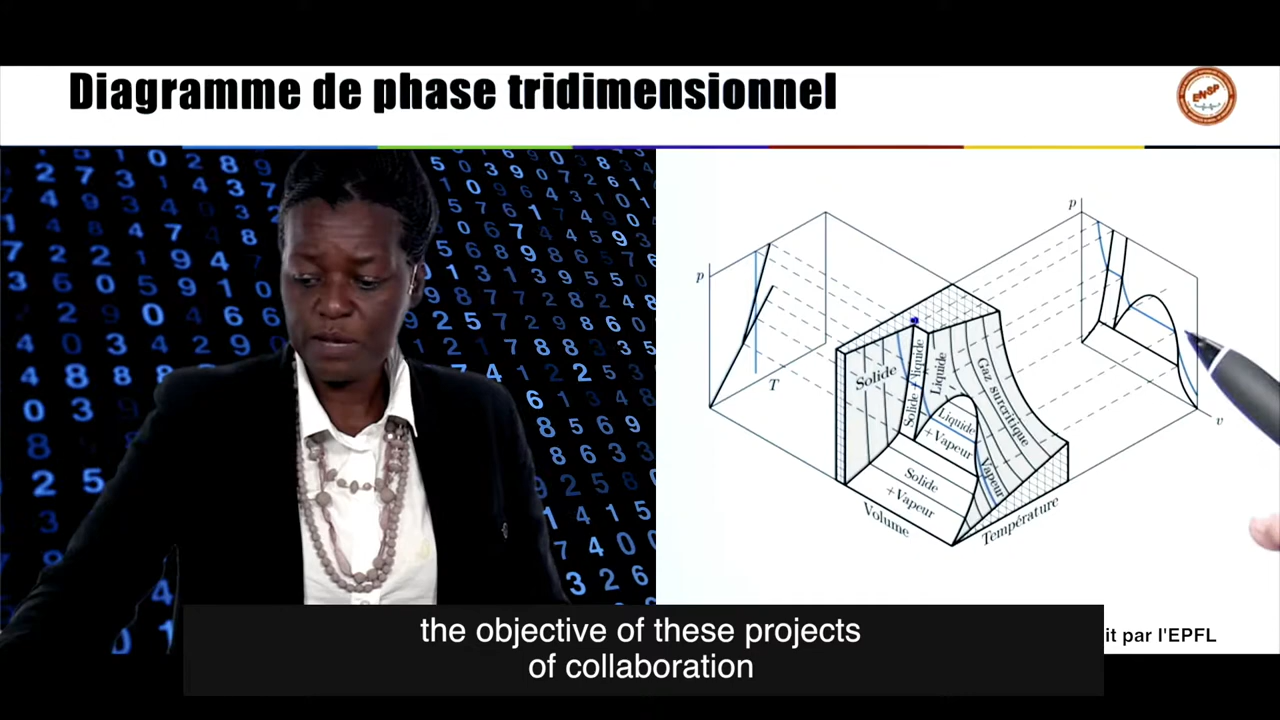 Diagramme de phase tridimensionnel
ENSP
p
p
T
v
Solide
Solide + liquide
Liquide
Gaz surcritique
Liquide
+Vapeur
Vapeur
Solide
+Vapeur
Volume
Température
the objective of these projects
of collaboration
it par l'EPFL